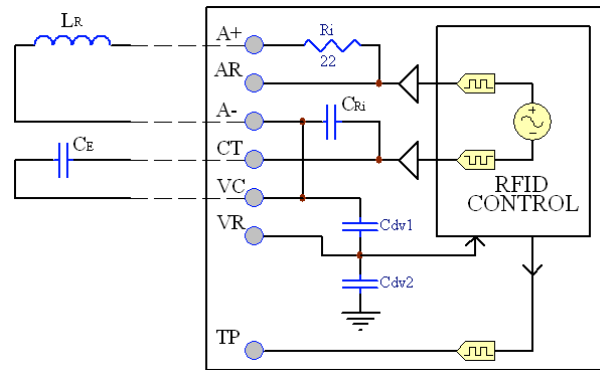 LR
A+
Ri
22
AR
A-
CRi
CE
CT
VC
RFID
CONTROL
VR
Cdv1
Cdv2
TP